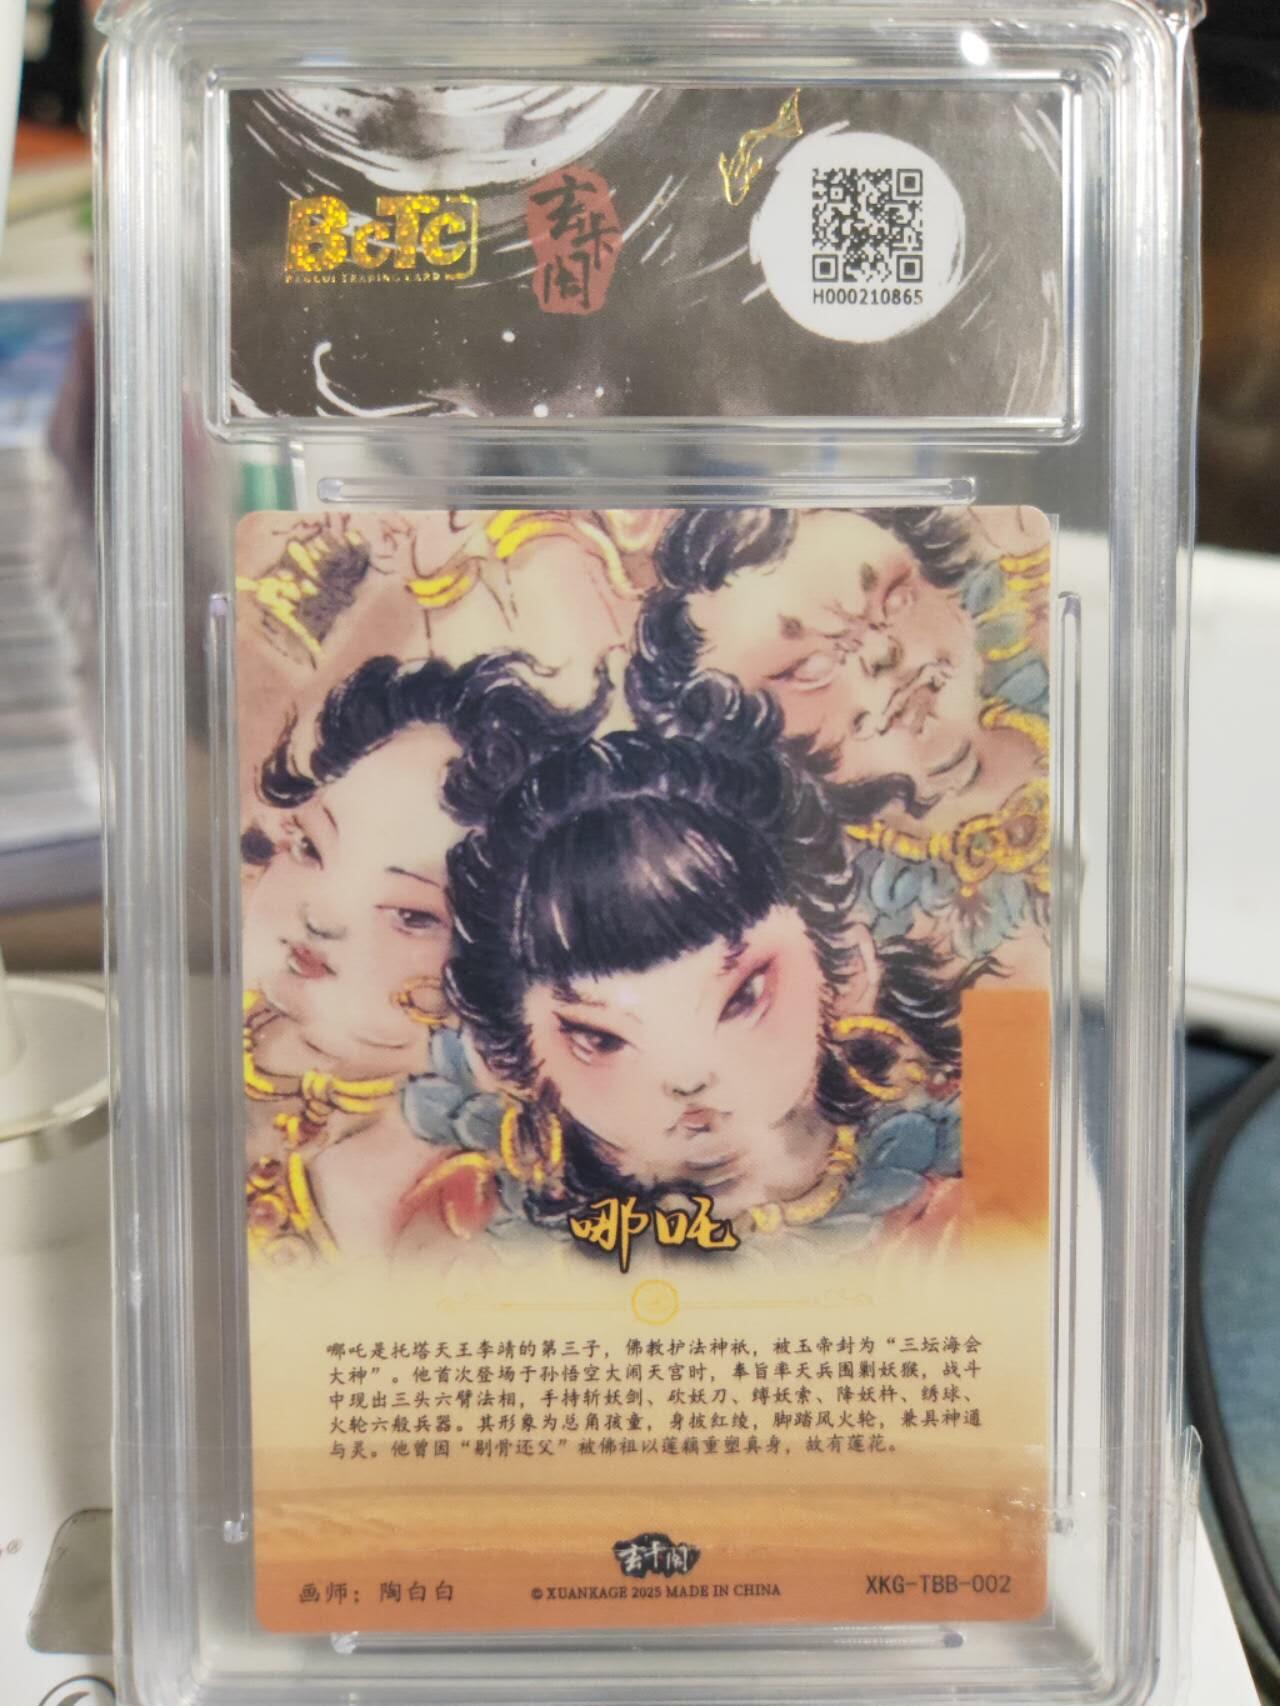 BcTc
玄卡阁
H000210865
哪吒
哪吒是托塔天王李靖的第三子，佛教护法神祇，被玉帝封为“三坛海会
大神”。他首次登场于孙悟空大闹天宫时，奉旨率天兵围剿妖猴，战斗
中现出三头六臂法相，手持斩妖剑、砍妖刀、缚妖索、降妖杵、绣球、
火轮六般兵器。其形象为总角孩童，身披红绫，脚踏风火轮，兼具神通
与灵。他曾因“剔骨还父”被佛祖以莲藕重塑真身，故有莲花。
玄卡阁
画师：陶白白
© XUANKAGE 2025 MADE IN CHINA
XKG-TBB-002